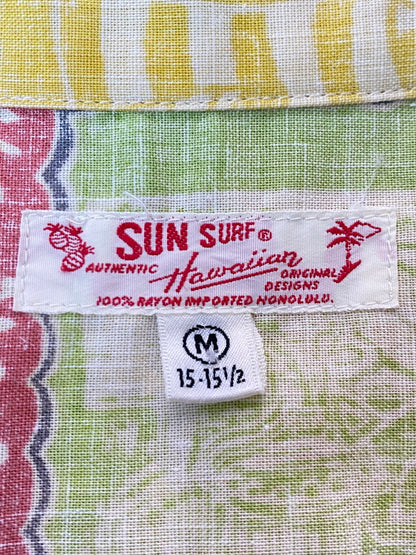 SUN SURF®
AUTHENTIC Hawaiian ORIGINAL DESIGNS
100% RAYON IMPORTED HONOLULU.
M
15-15½